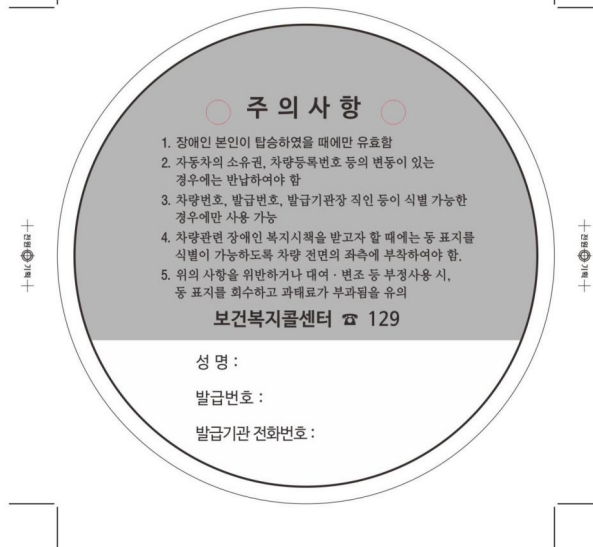 주의사항
1. 장애인 본인이 탑승하였을 때에만 유효함
2. 자동차의 소유권, 차량등록번호 등의 변동이 있는
경우에는 반납하여야 함
3. 차량번호, 발급번호, 발급기관장 직인 등이 식별 가능한
경우에만 사용 가능
4. 차량관련 장애인 복지시책을 받고자 할 때에는 동 표지를
식별이 가능하도록 차량 전면의 좌측에 부착하여야 함.
5. 위의 사항을 위반하거나 대여 · 변조 등 부정사용 시,
동 표지를 회수하고 과태료가 부과됨을 유의
보건복지콜센터 ☎ 129
성 명 :
발급번호 :
발급기관 전화번호 :
전원 기획
전원 기획